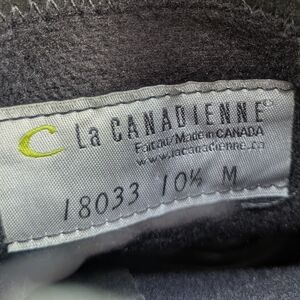 La CANADIENNE®
Fait au/Made in CANADA
www.lacanadienne.ca
18033 10½ M